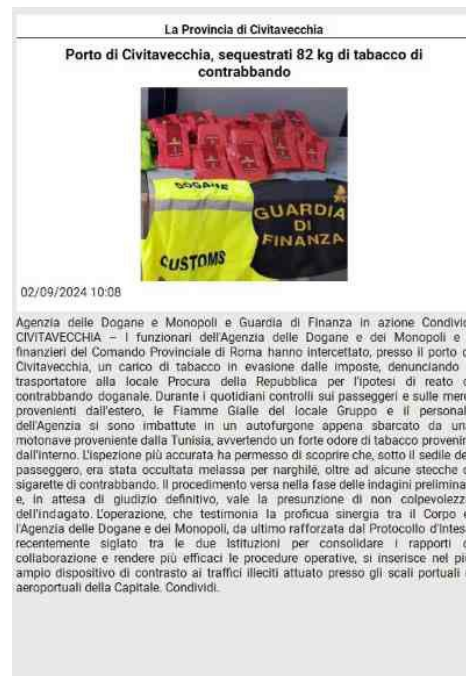 La Provincia di Civitavecchia
Porto di Civitavecchia, sequestrati 82 kg di tabacco di
contrabbando
DOGANE
CUSTOMS
GUARDIA
DI
FINANZA
02/09/2024 10:08
Agenzia delle Dogane e Monopoli e Guardia di Finanza in azione Condivid
CIVITAVECCHIA – I funzionari dell'Agenzia delle Dogane e dei Monopoli e
finanzieri del Comando Provinciale di Roma hanno intercettato, presso il porto d
Civitavecchia, un carico di tabacco in evasione dalle imposte, denunciando
trasportatore alla locale Procura della Repubblica per l'ipotesi di reato d
contrabbando doganale. Durante i quotidiani controlli sui passeggeri e sulle merc
provenienti dall'estero, le Fiamme Gialle del locale Gruppo e il personal
dell'Agenzia si sono imbattute in un autofurgone appena sbarcato da un
motonave proveniente dalla Tunisia, avvertendo un forte odore di tabacco provenir
dall'interno. L'ispezione più accurata ha permesso di scoprire che, sotto il sedile de
passeggero, era stata occultata melassa per narghilé, oltre ad alcune stecche d
sigarette di contrabbando. Il procedimento versa nella fase delle indagini prelimina
e, in attesa di giudizio definitivo, vale la presunzione di non colpevolezz
dell'indagato. L'operazione, che testimonia la proficua sinergia tra il Corpo e
l'Agenzia delle Dogane e dei Monopoli, da ultimo rafforzata dal Protocollo d'Intes
recentemente siglato tra le due Istituzioni per consolidare i rapporti d
collaborazione e rendere più efficaci le procedure operative, si inserisce nel pi
ampio dispositivo di contrasto ai traffici illeciti attuato presso gli scali portuali
aeroportuali della Capitale. Condividi.